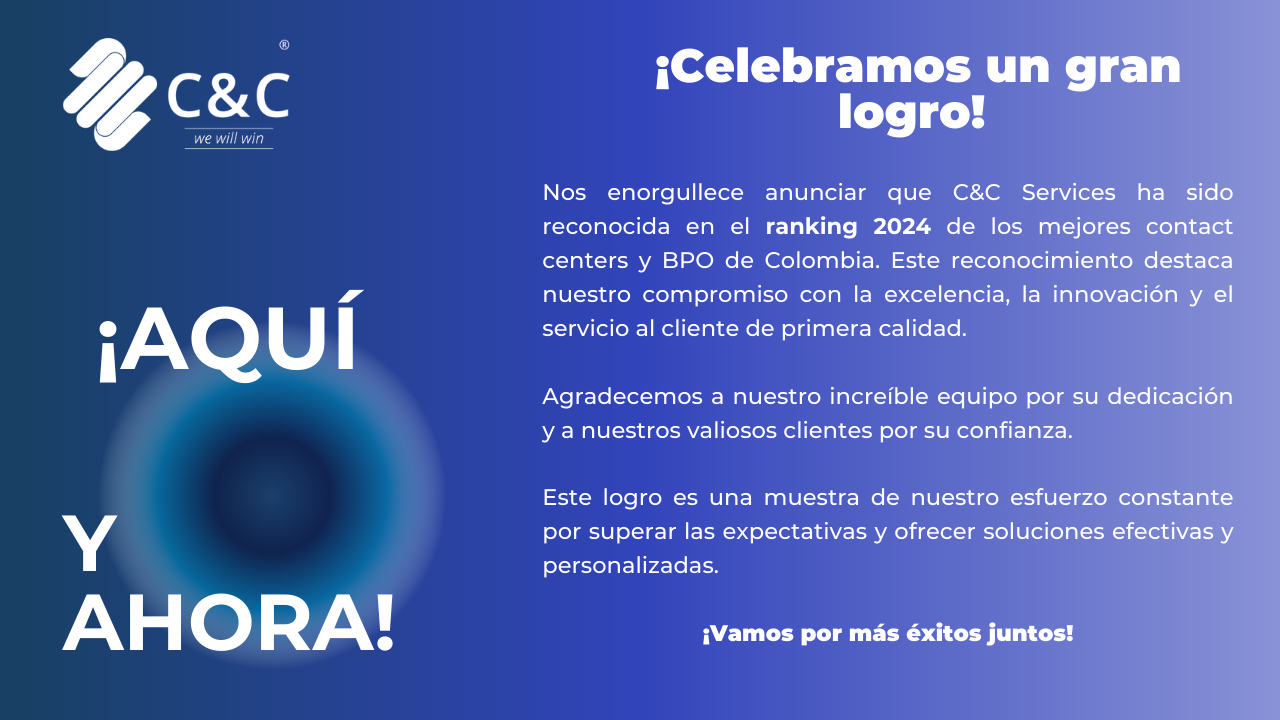 ®
C&C
we will win
¡AQUÍ
Y
AHORA!
¡Celebramos un gran
logro!
Nos enorgullece anunciar que C&C Services ha sido
reconocida en el ranking 2024 de los mejores contact
centers y BPO de Colombia. Este reconocimiento destaca
nuestro compromiso con la excelencia, la innovación y el
servicio al cliente de primera calidad.
Agradecemos a nuestro increíble equipo por su dedicación
y a nuestros valiosos clientes por su confianza.
Este logro es una muestra de nuestro esfuerzo constante
por superar las expectativas y ofrecer soluciones efectivas y
personalizadas.
¡Vamos por más éxitos juntos!